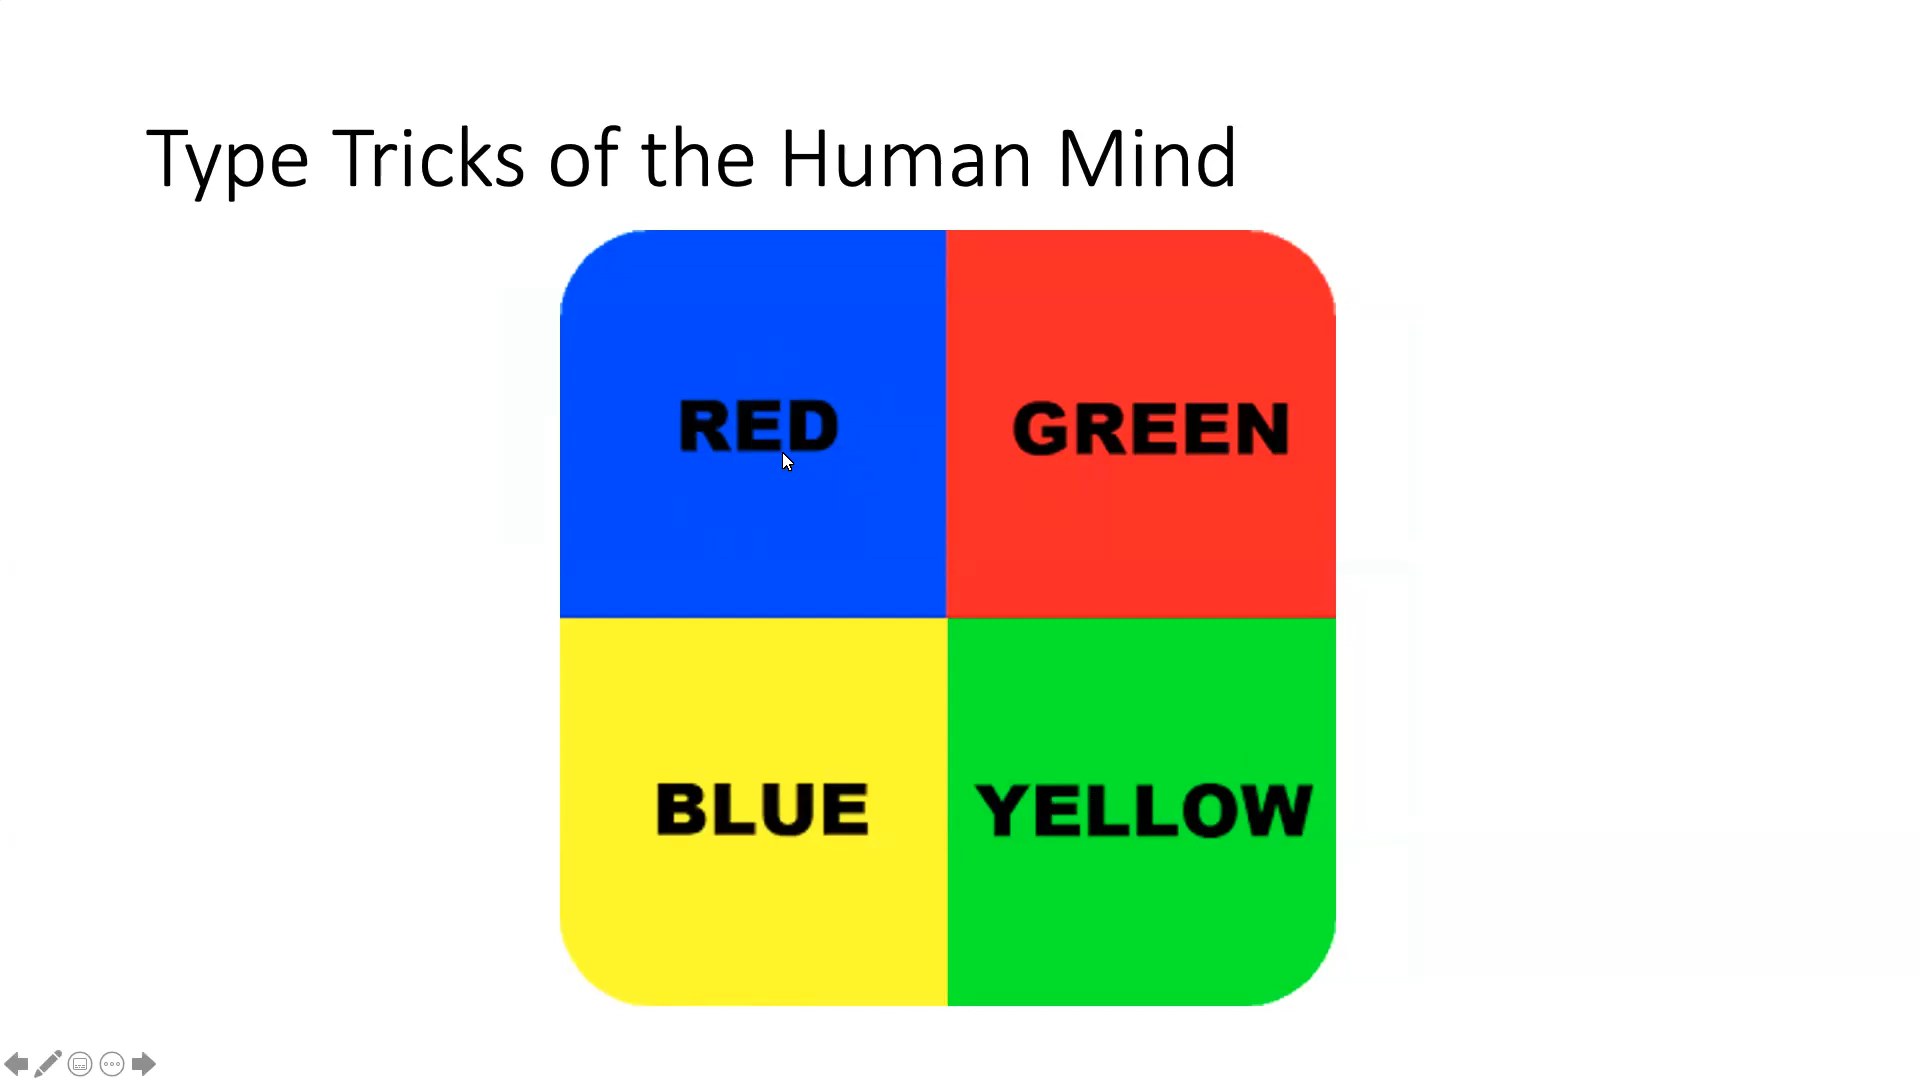 Type Tricks of the Human Mind
RED
GREEN
BLUE
YELLOW